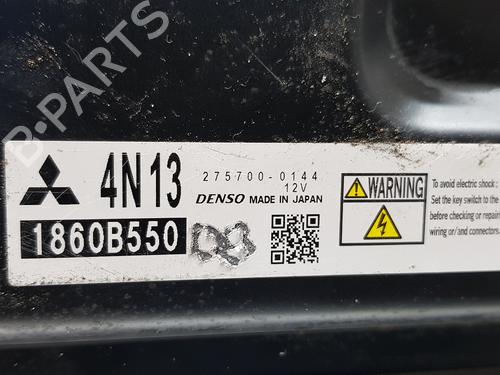 B-PARTS
4N13
1860B550
275700-0144
12V
DENSO MADE IN JAPAN
WARNING
To avoid electric shock :
Set the key switch to the
before checking or repairin
wiring or/and connectors.